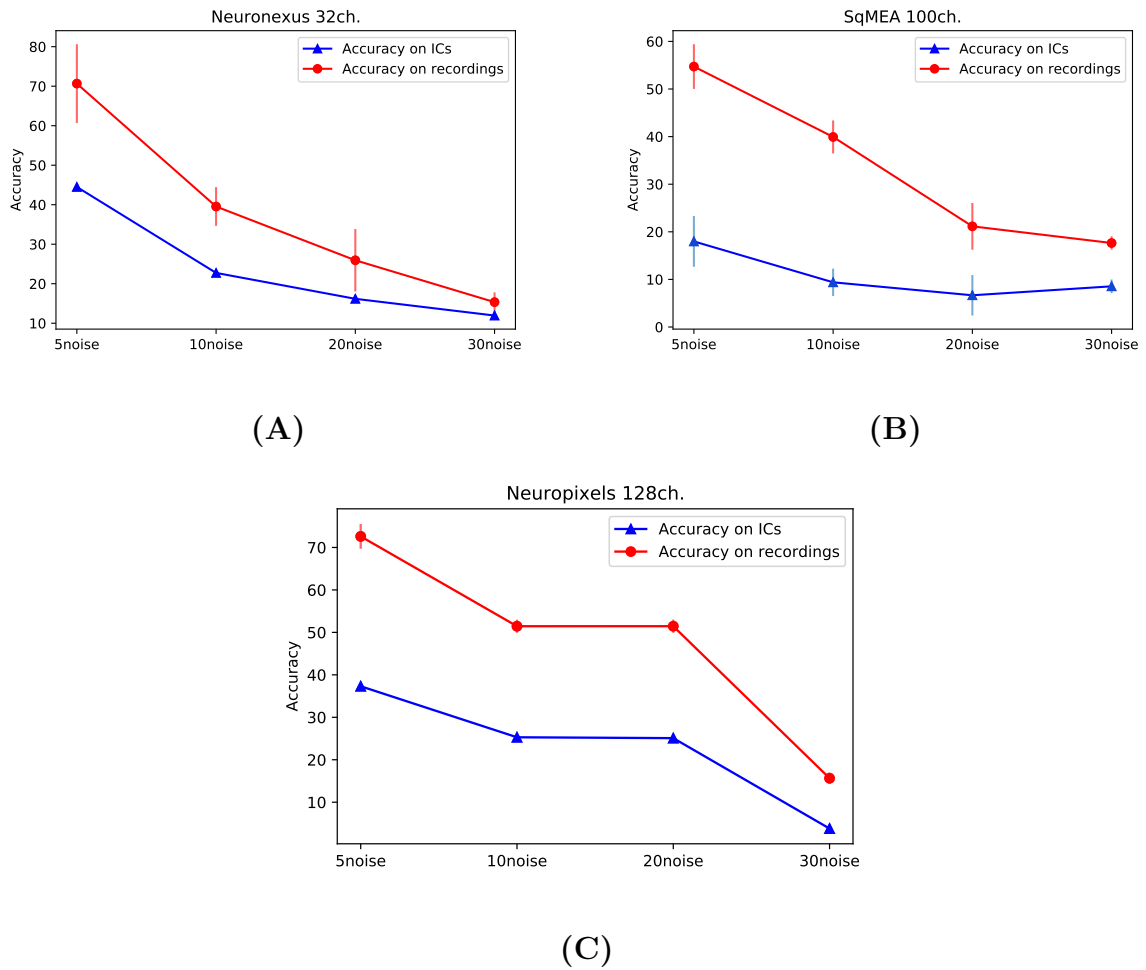 Neuronexus 32ch.
Accuracy on ICs
Accuracy on recordings
Accuracy
80
70
60
50
40
30
20
10
5noise 10noise 20noise 30noise
(A)
SqMEA 100ch.
Accuracy on ICs
Accuracy on recordings
Accuracy
60
50
40
30
20
10
0
5noise 10noise 20noise 30noise
(B)
Neuropixels 128ch.
Accuracy on ICs
Accuracy on recordings
Accuracy
70
60
50
40
30
20
10
5noise 10noise 20noise 30noise
(C)